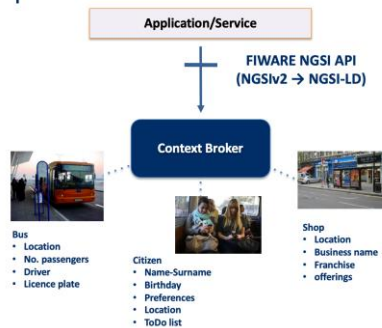 Application/Service
FIWARE NGSI API
(NGSIv2 → NGSI-LD)
Context Broker
Bus
• Location
• No. passengers
• Driver
• Licence plate
Citizen
• Name-Surname
• Birthday
• Preferences
• Location
• ToDo list
Shop
• Location
• Business name
• Franchise
• offerings